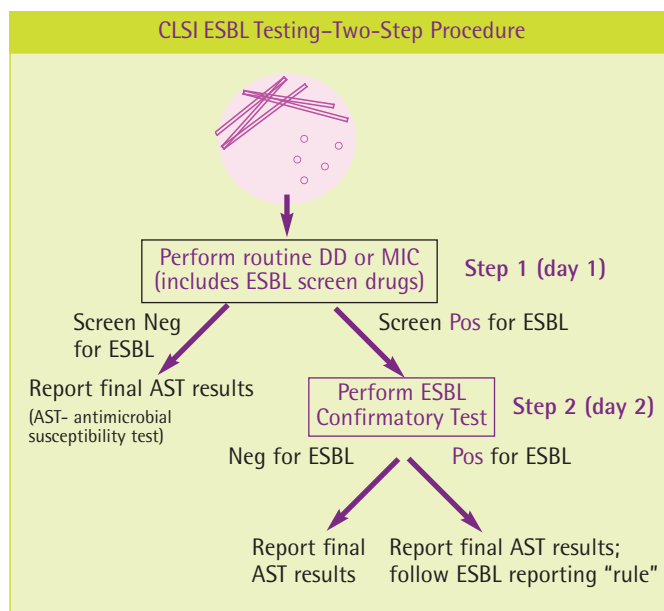 CLSI ESBL Testing–Two-Step Procedure
Perform routine DD or MIC
(includes ESBL screen drugs)
Step 1 (day 1)
Screen Neg
for ESBL
Screen Pos for ESBL
Report final AST results
(AST- antimicrobial
susceptibility test)
Perform ESBL
Confirmatory Test
Step 2 (day 2)
Neg for ESBL
Pos for ESBL
Report final
AST results
Report final AST results;
follow ESBL reporting “rule”